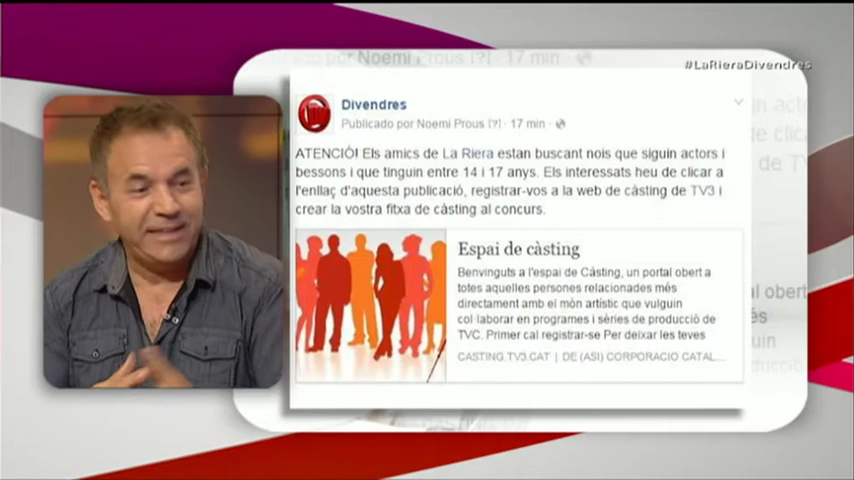 Noemí Prous [?] · 17 min ·
#LaRieraDivendres
Divendres
Publicado por Noemí Prous [?] · 17 min ·
ATENCIÓ! Els amics de La Riera estan buscant nois que siguin actors i
bessons i que tinguin entre 14 i 17 anys. Els interessats heu de clicar a
l'enllaç d'aquesta publicació, registrar-vos a la web de càsting de TV3 i
crear la vostra fitxa de càsting al concurs.
Espai de càsting
Benvinguts a l'espai de Càsting, un portal obert a
totes aquelles persones relacionades més
directament amb el món artístic que vulguin
col·laborar en programes i sèries de producció de
TVC. Primer cal registrar-se Per deixar les teves
CASTING.TV3.CAT | DE (ASI) CORPORACIO CATAL...